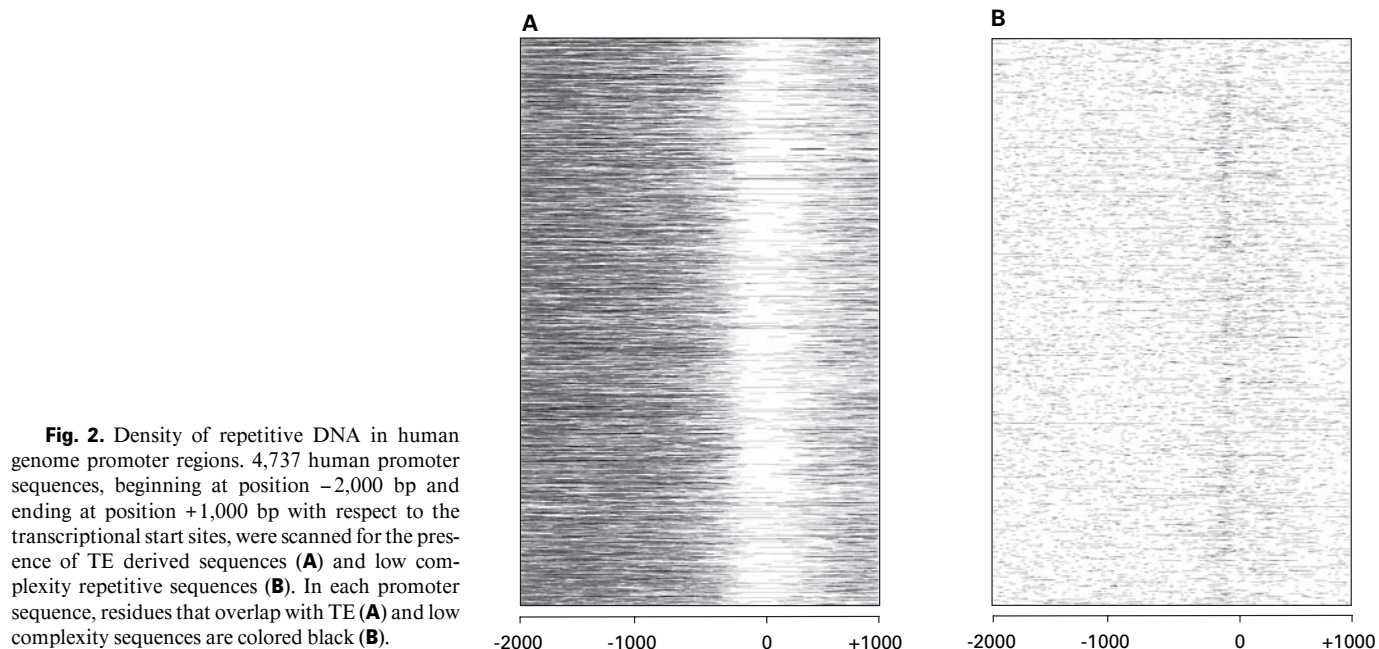 A
B
Fig. 2. Density of repetitive DNA in human
genome promoter regions. 4,737 human promoter
sequences, beginning at position –2,000 bp and
ending at position +1,000 bp with respect to the
transcriptional start sites, were scanned for the pres-
ence of TE derived sequences (A) and low com-
plexity repetitive sequences (B). In each promoter
sequence, residues that overlap with TE (A) and low
complexity sequences are colored black (B).
-2000 -1000 0 +1000
-2000 -1000 0 +1000